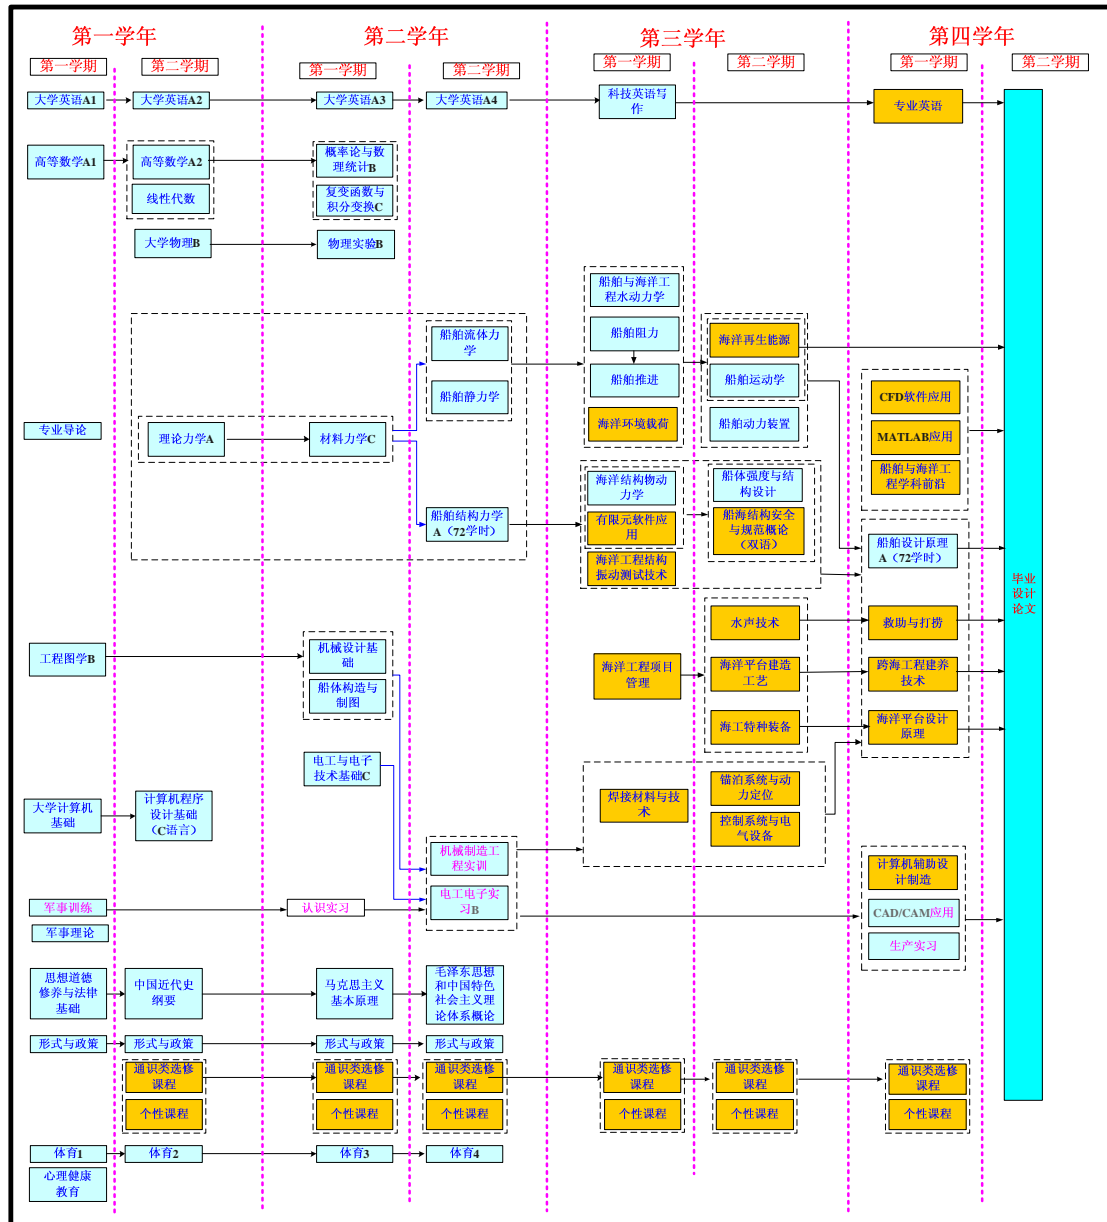 第一学年
第二学年
第三学年
第四学年
第一学期
第二学期
第一学期
第二学期
第一学期
第二学期
第一学期
第二学期
大学英语A1
大学英语A2
大学英语A3
大学英语A4
科技英语写
作
专业英语
高等数学A1
高等数学A2
线性代数
概率论与数
理统计B
复变函数与
积分变换C
大学物理B
物理实验B
船舶与海洋工
程水动力学
船舶阻力
船舶推进
海洋环境载荷
船舶流体力
学
船舶静力学
海洋再生能源
船舶运动学
船舶动力装置
CFD软件应用
MATLAB应用
船舶与海洋工
程学科前沿
专业导论
理论力学A
材料力学C
船舶结构力学
A（72学时）
海洋结构物动
力学
有限元软件应
用
海洋工程结构
振动测试技术
船体强度与结
构设计
船海结构安全
与规范概论
（双语）
船舶设计原理
A（72学时）
毕业
设计
论文
工程图学B
机械设计基
础
船体构造与
制图
海洋工程项目
管理
水声技术
海洋平台建造
工艺
海工特种装备
救助与打捞
跨海工程建养
技术
海洋平台设计
原理
电工与电子
技术基础C
大学计算机
基础
计算机程序
设计基础
（C语言）
焊接材料与技
术
锚泊系统与动
力定位
控制系统与电
气设备
机械制造工
程实训
电工电子实
习B
计算机辅助设
计制造
CAD/CAM应用
生产实习
军事训练
认识实习
军事理论
思想道德
修养与法律
基础
中国近代史
纲要
马克思主义
基本原理
毛泽东思想
和中国特色
社会主义理
论体系概论
形式与政策
形式与政策
形式与政策
形式与政策
通识类选修
课程
个性课程
通识类选修
课程
个性课程
通识类选修
课程
个性课程
通识类选修
课程
个性课程
通识类选修
课程
个性课程
通识类选修
课程
个性课程
体育1
体育2
体育3
体育4
心理健康
教育